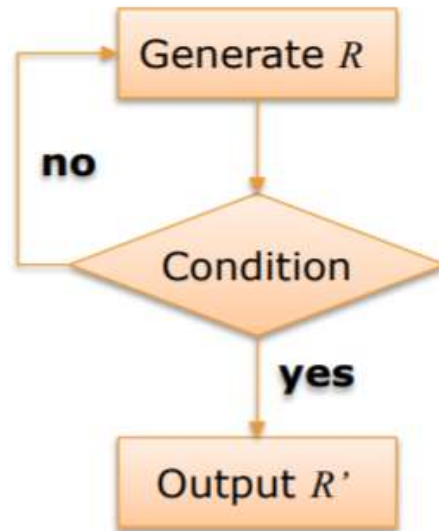 Generate R
no
Condition
yes
Output R’